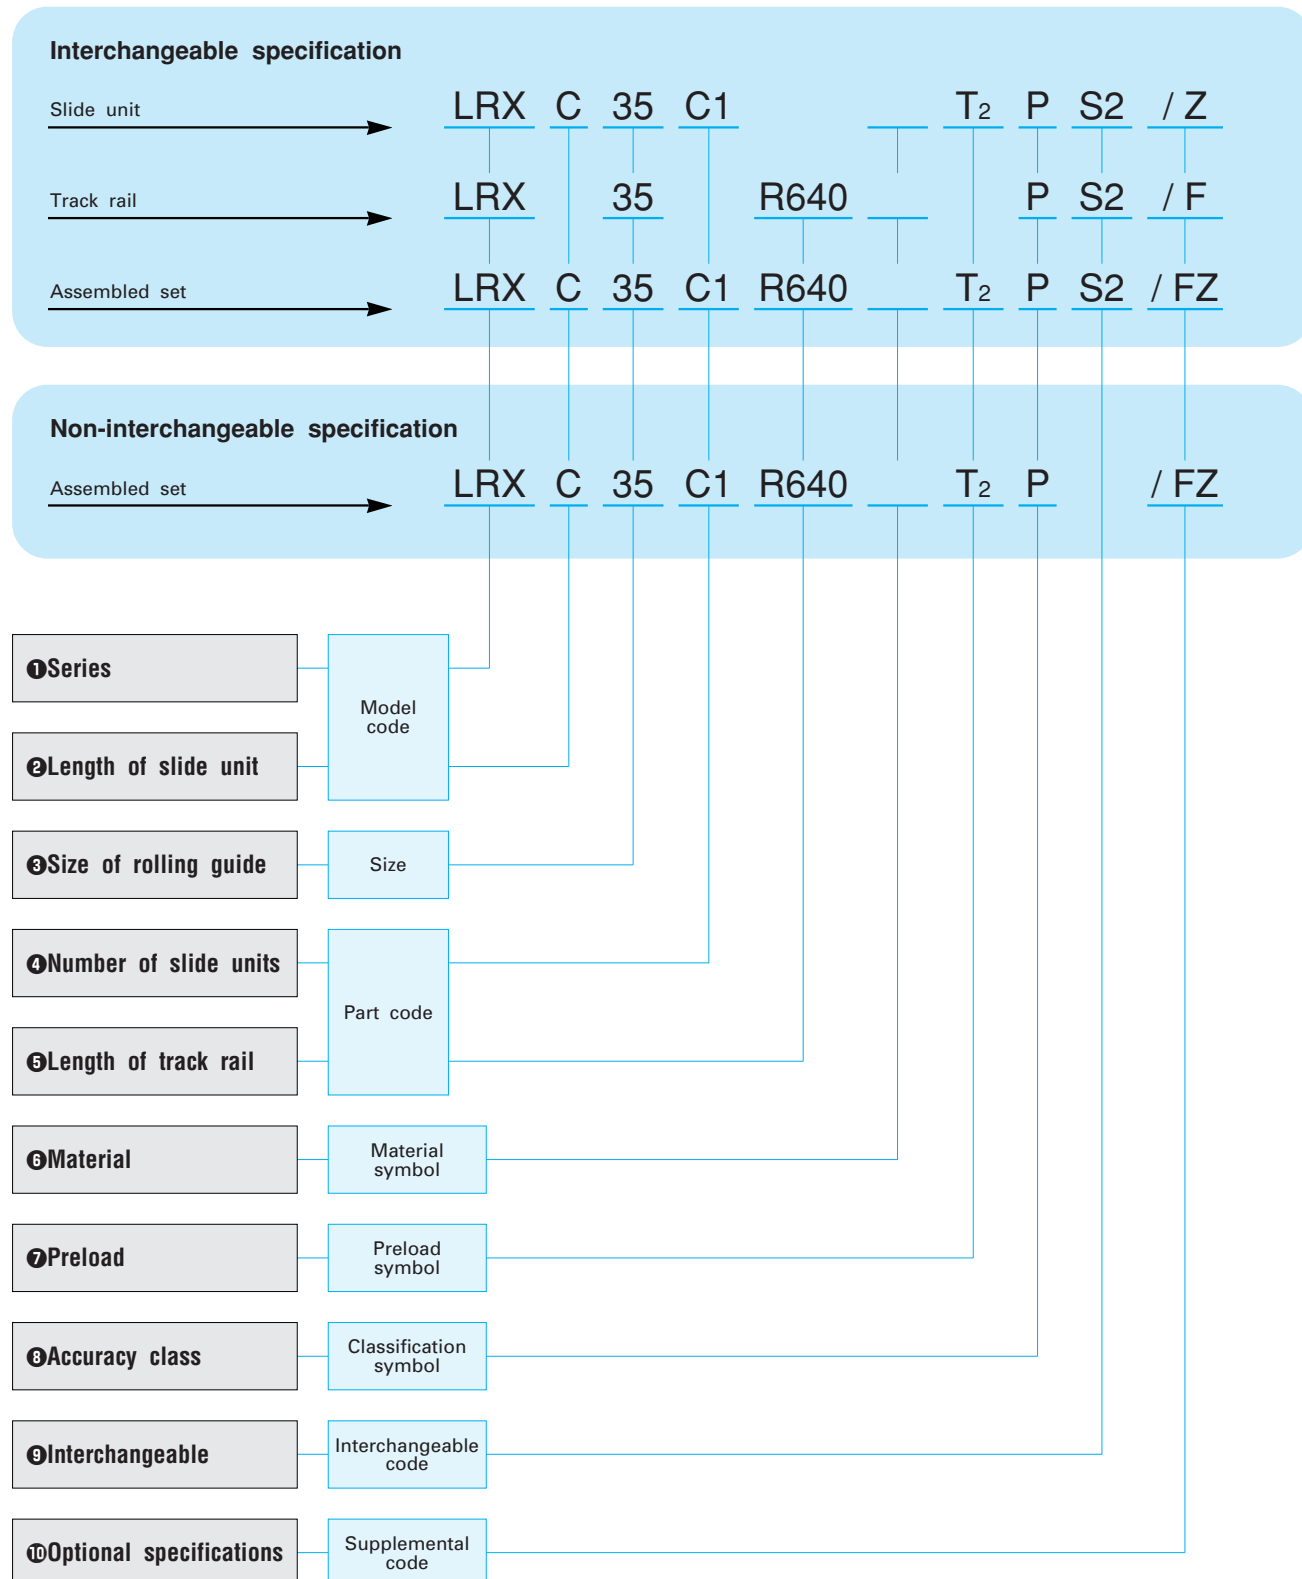 Interchangeable specification
Slide unit LRX C 35 C1 T2 P S2 / Z
Track rail LRX 35 R640 P S2 / F
Assembled set LRX C 35 C1 R640 T2 P S2 / FZ
Non-interchangeable specification
Assembled set LRX C 35 C1 R640 T2 P / FZ
❶Series
Model
code
❷Length of slide unit
❸Size of rolling guide
Size
❹Number of slide units
Part code
❺Length of track rail
❻Material
Material
symbol
❼Preload
Preload
symbol
❽Accuracy class
Classification
symbol
❾Interchangeable
Interchangeable
code
❿Optional specifications
Supplemental
code